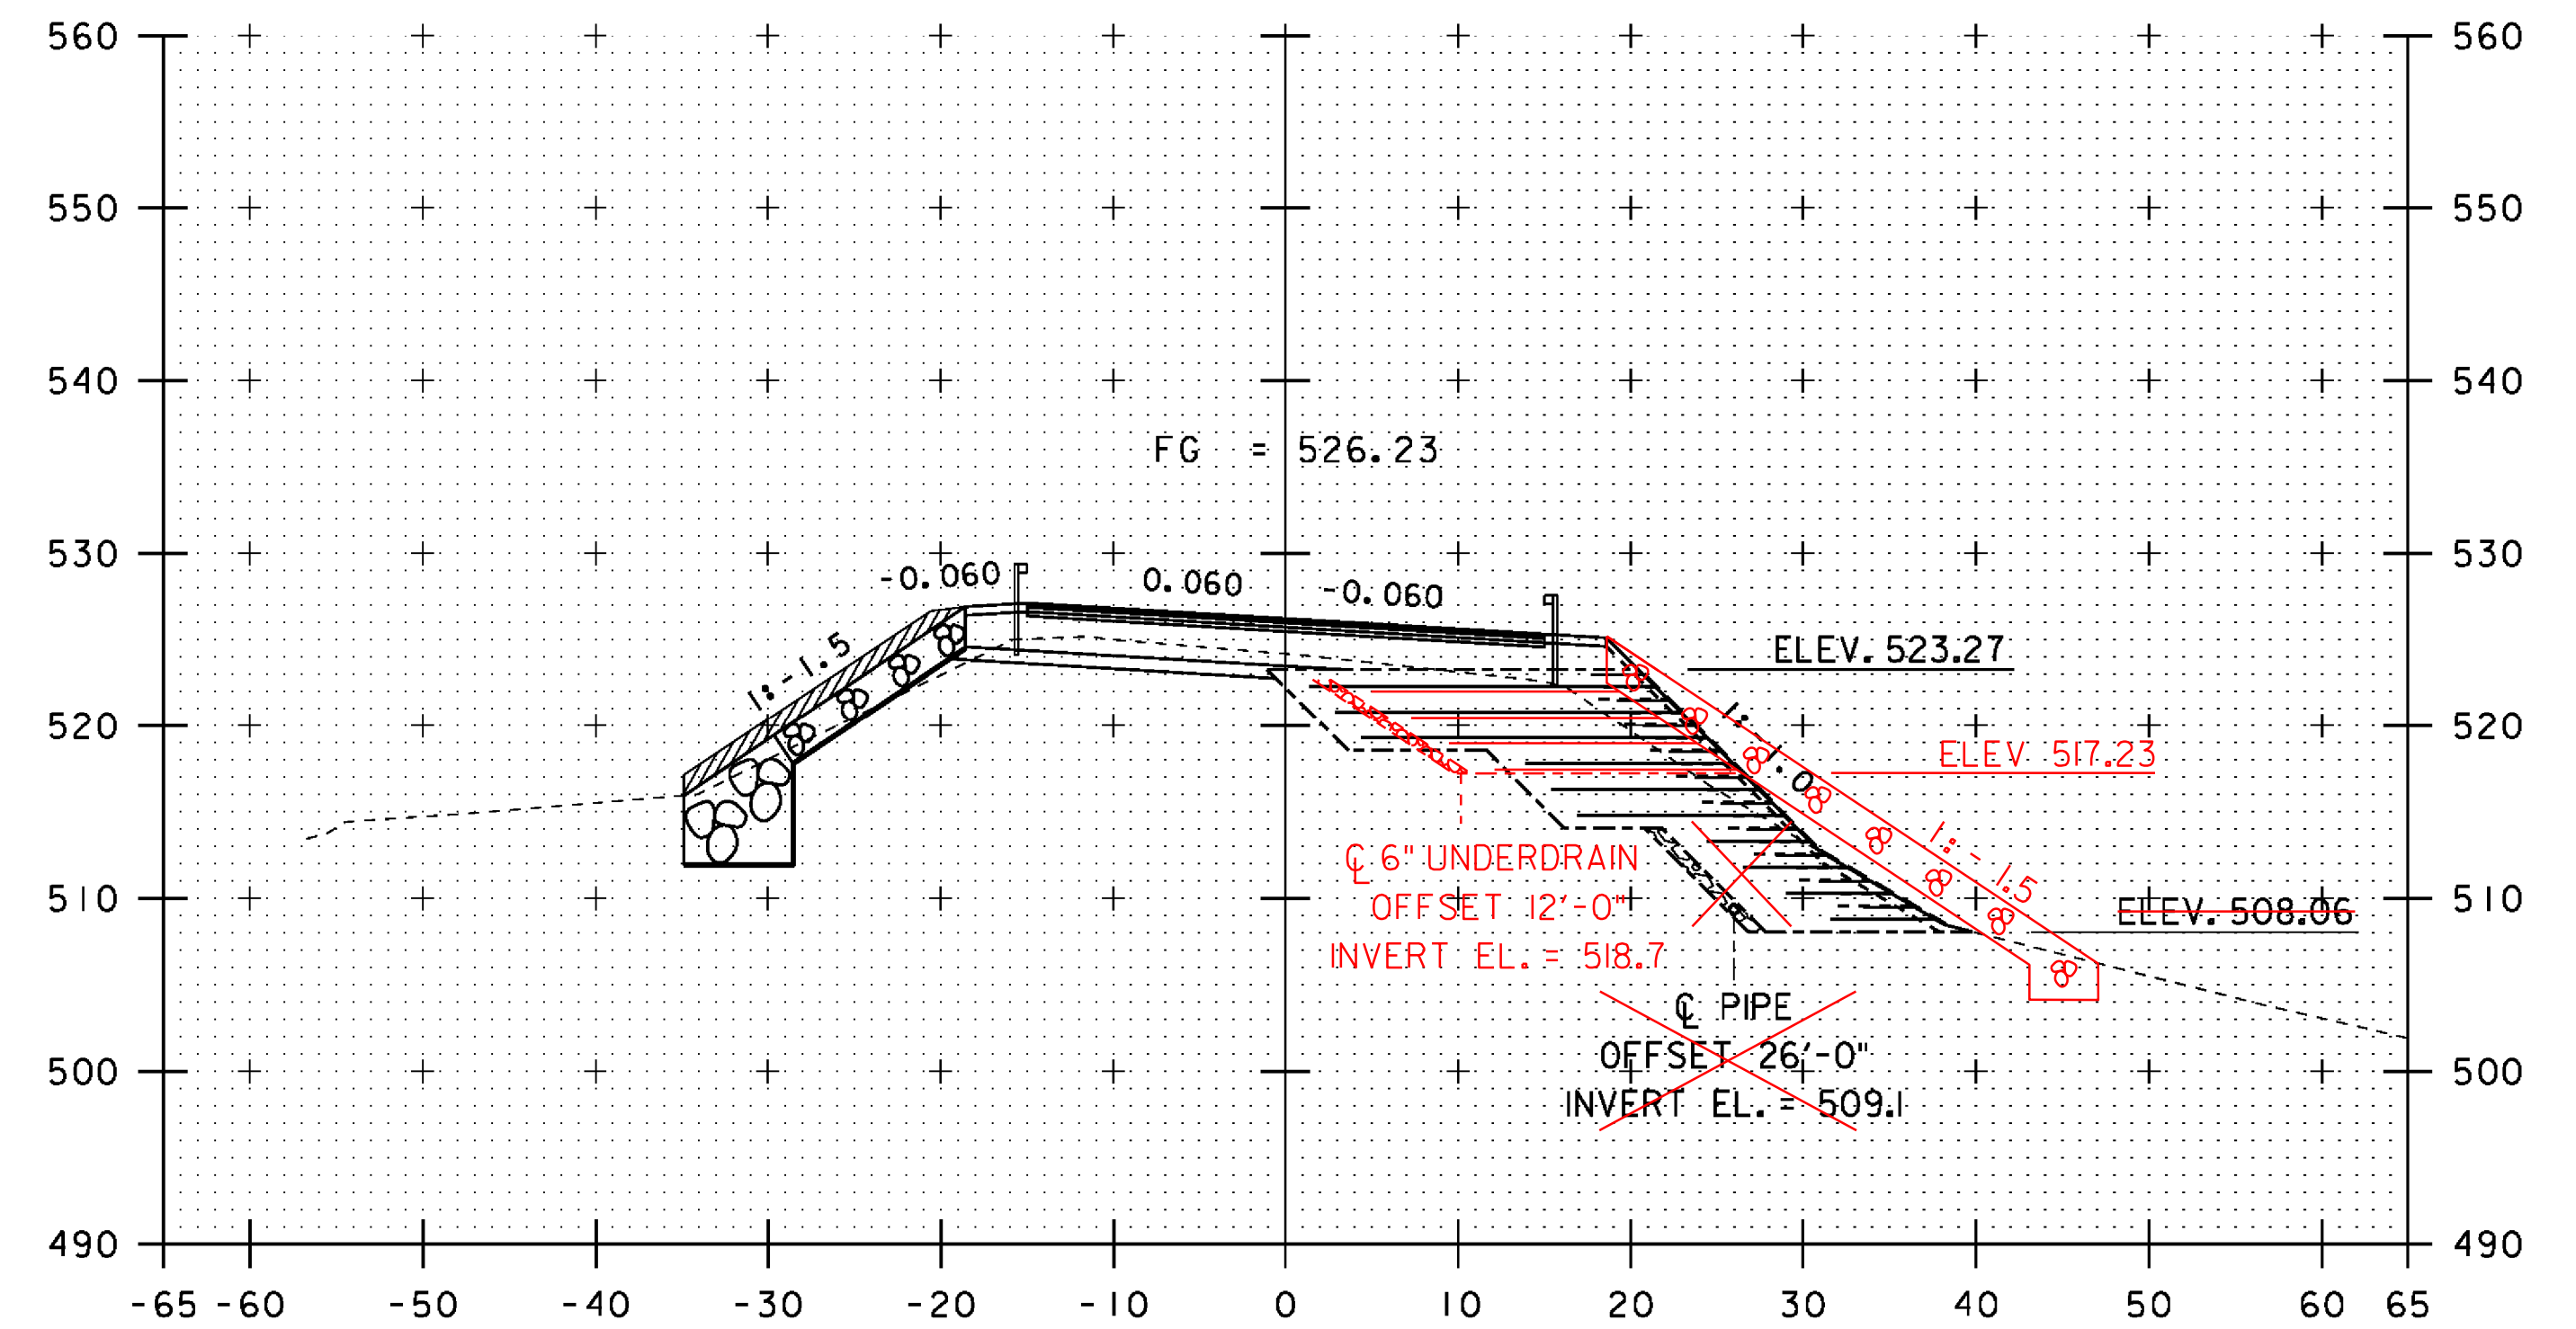 560 560
550 550
540 540
FG = 526.23
530 530
-0.060 0.060 -0.060
ELEV. 523.27
1:-1.5
520 520
1:-1.0
ELEV 517.23
℄ 6" UNDERDRAIN
1:-1.5
510 510
OFFSET 12'-0"
ELEV. 508.06
INVERT EL. = 518.7
℄ PIPE
OFFSET 26'-0"
500 500
INVERT EL. = 509.1
490 490
-65 -60 -50 -40 -30 -20 -10 0 10 20 30 40 50 60 65